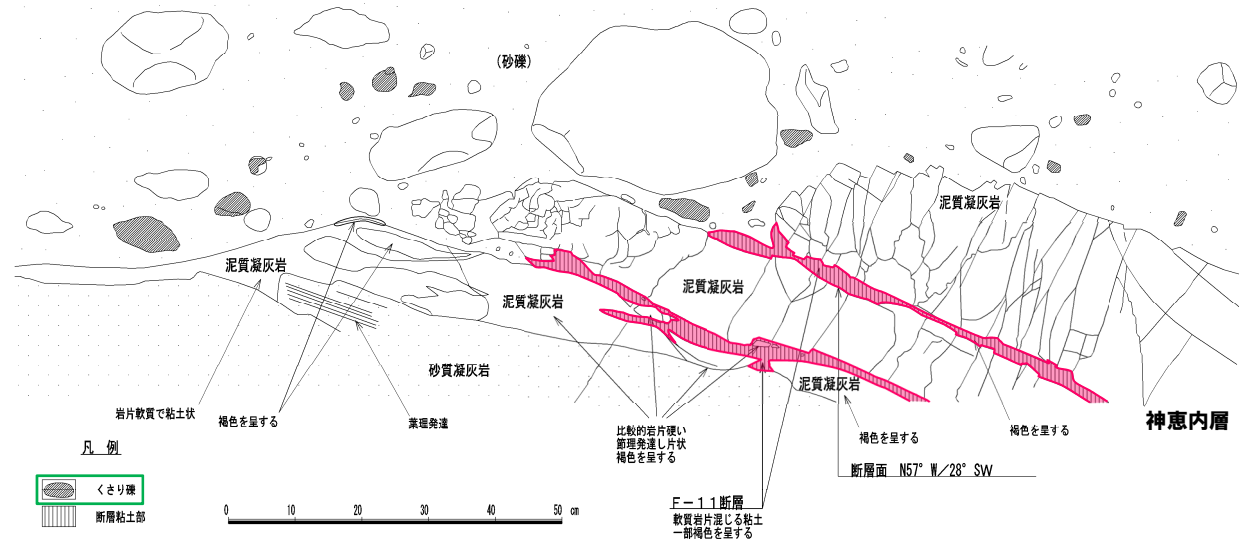 (砂礫)
泥質凝灰岩
泥質凝灰岩
泥質凝灰岩
泥質凝灰岩
砂質凝灰岩
泥質凝灰岩
岩片軟質で粘土状
褐色を呈する
葉理発達
比較的岩片硬い
節理発達し片状
褐色を呈する
褐色を呈する
褐色を呈する
神恵内層
断層面 N57°W/28°SW
凡 例
くさり礫
断層粘土部
0 10 20 30 40 50 cm
F-11断層
軟質岩片混じる粘土
一部褐色を呈する